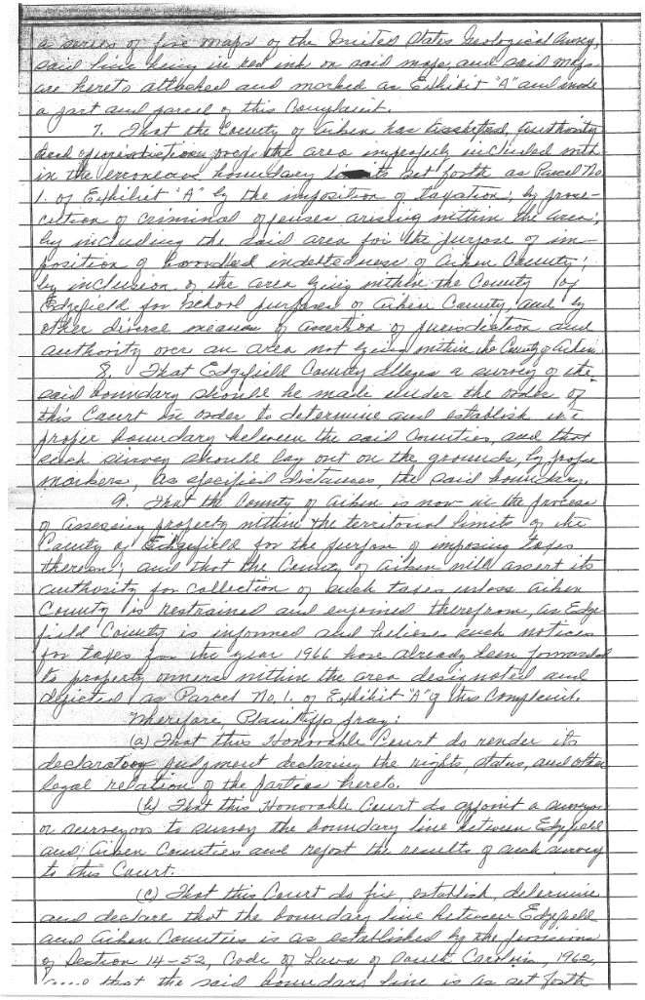 a series of five maps of the United States Geological Survey,
said line being in red ink on said maps and said maps
are hereto attached and marked as Exhibit "A" and made
a part and parcel of this Complaint.
7. That the County of Aiken has asserted, authority
and jurisdiction over the area improperly included with-
in the erroneous boundary limits set forth as Parcel No.
1. of Exhibit "A" by the imposition of taxation; by prose-
cution of criminal offenses arising within the area;
by including the said area for the purpose of im-
position of bonded indebtedness of Aiken County;
by inclusion of the area lying within the County of
Edgefield for school purposes of Aiken County, and by
other diverse means of assertion of jurisdiction and
authority over an area not lying within the County of Aiken.
8. That Edgefield County alleges a survey of the
said boundary should be made under the order of
this Court in order to determine and establish the
proper boundary between the said Counties, and that
such survey should lay out on the grounds, by proper
markers, as specified distances, the said boundary.
9. That the County of Aiken is now in the process
of assessing property within the territorial limits of the
County of Edgefield for the purpose of imposing taxes
thereon; and that the County of Aiken will assert its
authority for collection of such taxes unless Aiken
County is restrained and enjoined therefrom, as Edge-
field County is informed and believes such notices
for taxes for the year 1966 have already been forwarded
to property owners within the area designated and
depicted as Parcel No. 1. of Exhibit "A" of this Complaint.
Wherefore, Plaintiffs pray:
(a) That this Honorable Court do render its
declaratory judgment declaring the rights, status, and other
legal relation of the parties hereto.
(b) That this Honorable Court do appoint a surveyor
or surveyors to survey the boundary line between Edgefield
and Aiken Counties and report the results of such survey
to this Court.
(c) That this Court do fix, establish, determine
and declare that the boundary line between Edgefield
and Aiken Counties is as established by the provisions
of Section 14-52, Code of Laws of South Carolina, 1962,
that the said boundary line is as set forth